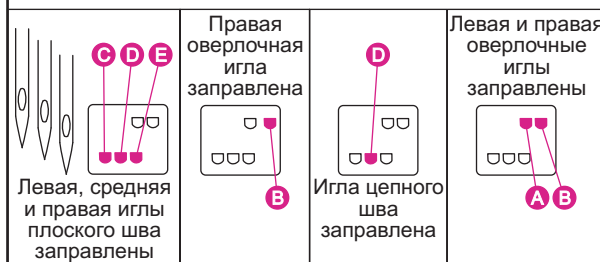 C D E
Левая, средняя
и правая иглы
плоского шва
заправлены
Правая
оверлочная
игла
заправлена
B
D
Игла цепного
шва
заправлена
Левая и правая
оверлочные
иглы
заправлены
A B